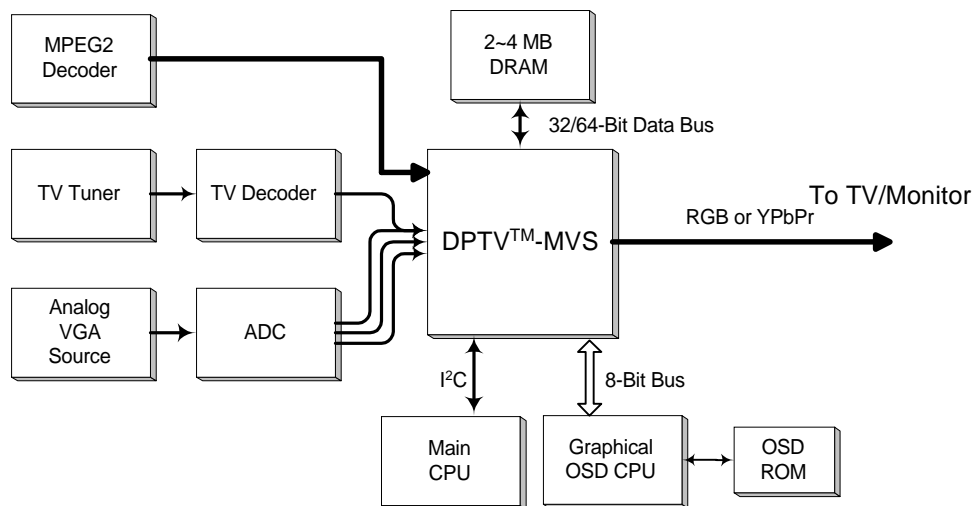 MPEG2
Decoder
2~4 MB
DRAM
32/64-Bit Data Bus
TV Tuner
TV Decoder
DPTV™-MVS
To TV/Monitor
RGB or YPbPr
Analog
VGA
Source
ADC
I²C
8-Bit Bus
Main
CPU
Graphical
OSD CPU
OSD
ROM